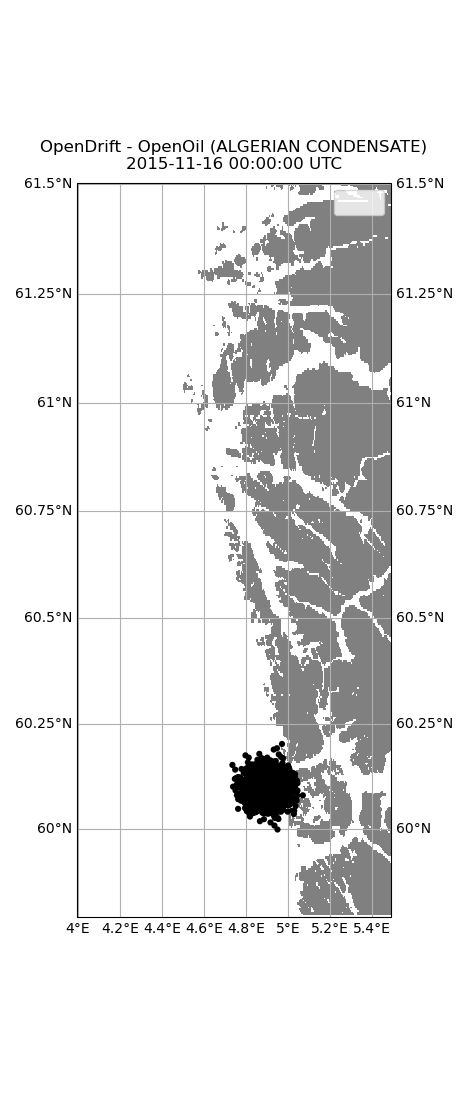 OpenDrift - OpenOil (ALGERIAN CONDENSATE)
2015-11-16 00:00:00 UTC
61.5°N 61.5°N
61.25°N 61.25°N
61°N 61°N
60.75°N 60.75°N
60.5°N 60.5°N
60.25°N 60.25°N
60°N 60°N
4°E 4.2°E 4.4°E 4.6°E 4.8°E 5°E 5.2°E 5.4°E